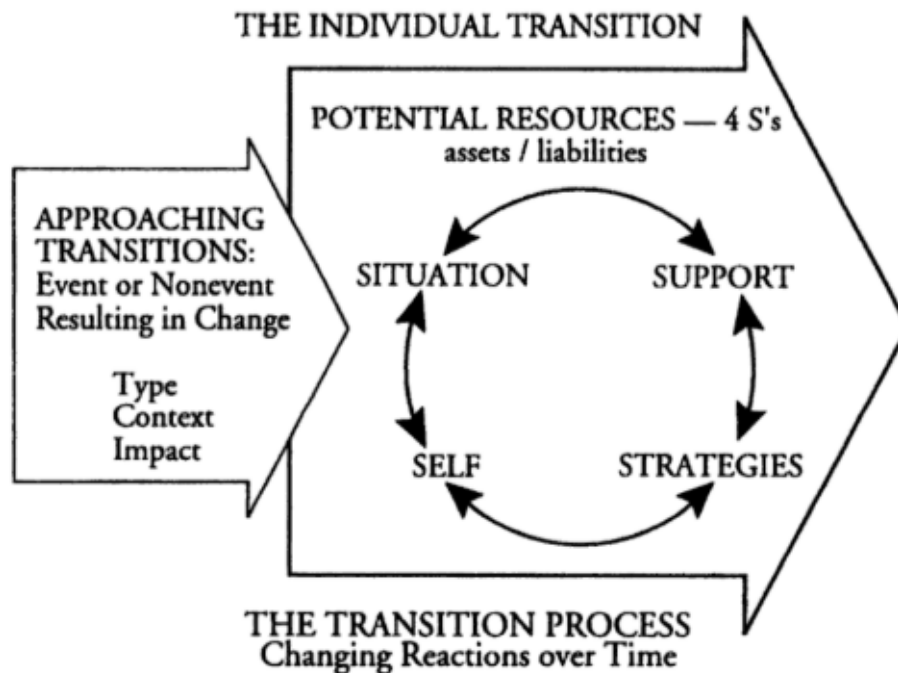 THE INDIVIDUAL TRANSITION
POTENTIAL RESOURCES — 4 S's
assets / liabilities
APPROACHING
TRANSITIONS:
Event or Nonevent
Resulting in Change
Type
Context
Impact
SITUATION
SUPPORT
SELF
STRATEGIES
THE TRANSITION PROCESS
Changing Reactions over Time